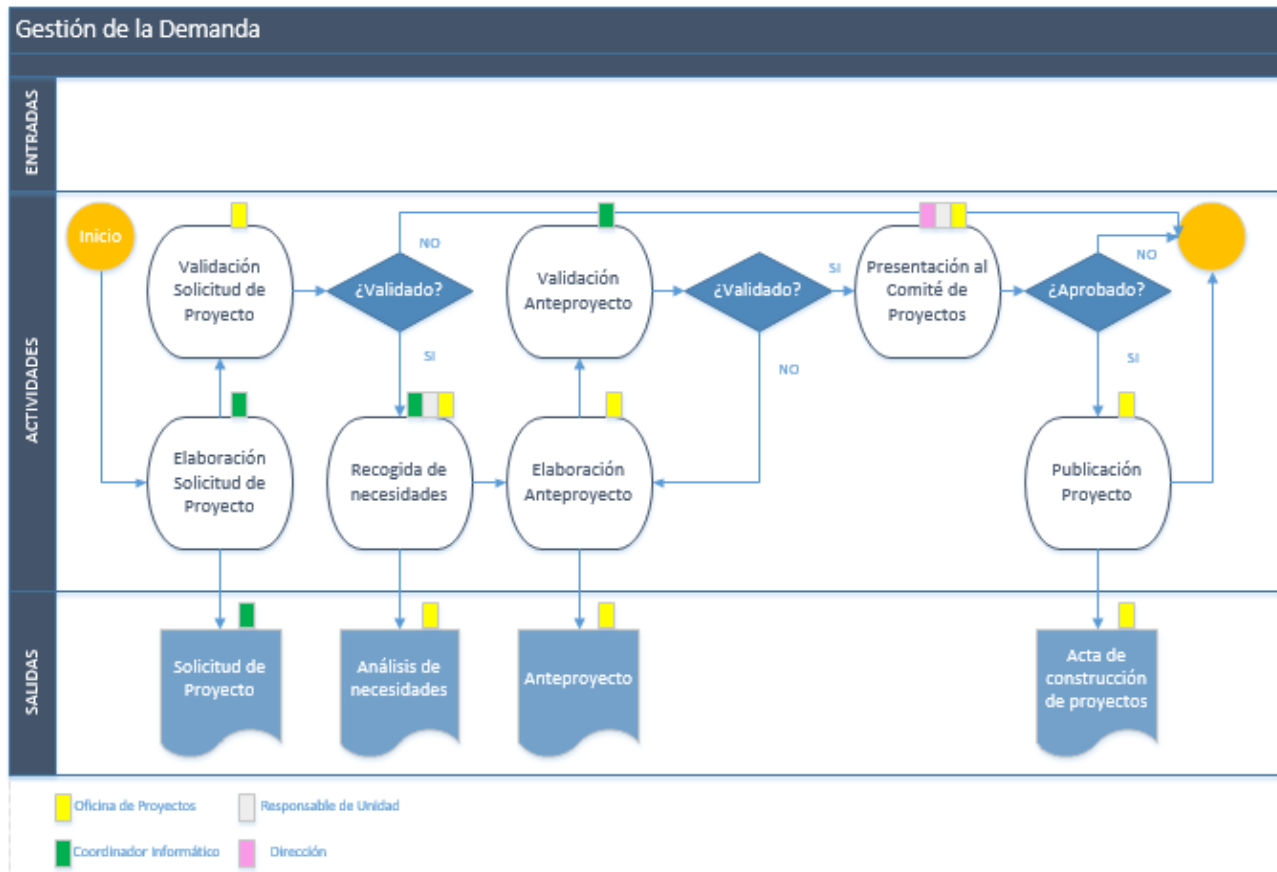 Gestión de la Demanda
ENTRADAS
ACTIVIDADES
Inicio
Validación
Solicitud de
Proyecto
¿Validado?
NO
SI
Validación
Anteproyecto
¿Validado?
SI
NO
Presentación al
Comité de
Proyectos
¿Aprobado?
NO
SI
Elaboración
Solicitud de
Proyecto
Recogida de
necesidades
Elaboración
Anteproyecto
Publicación
Proyecto
SALIDAS
Solicitud de
Proyecto
Análisis de
necesidades
Anteproyecto
Acta de
construcción
de proyectos
Oficina de Proyectos
Responsable de Unidad
Coordinador Informático
Dirección